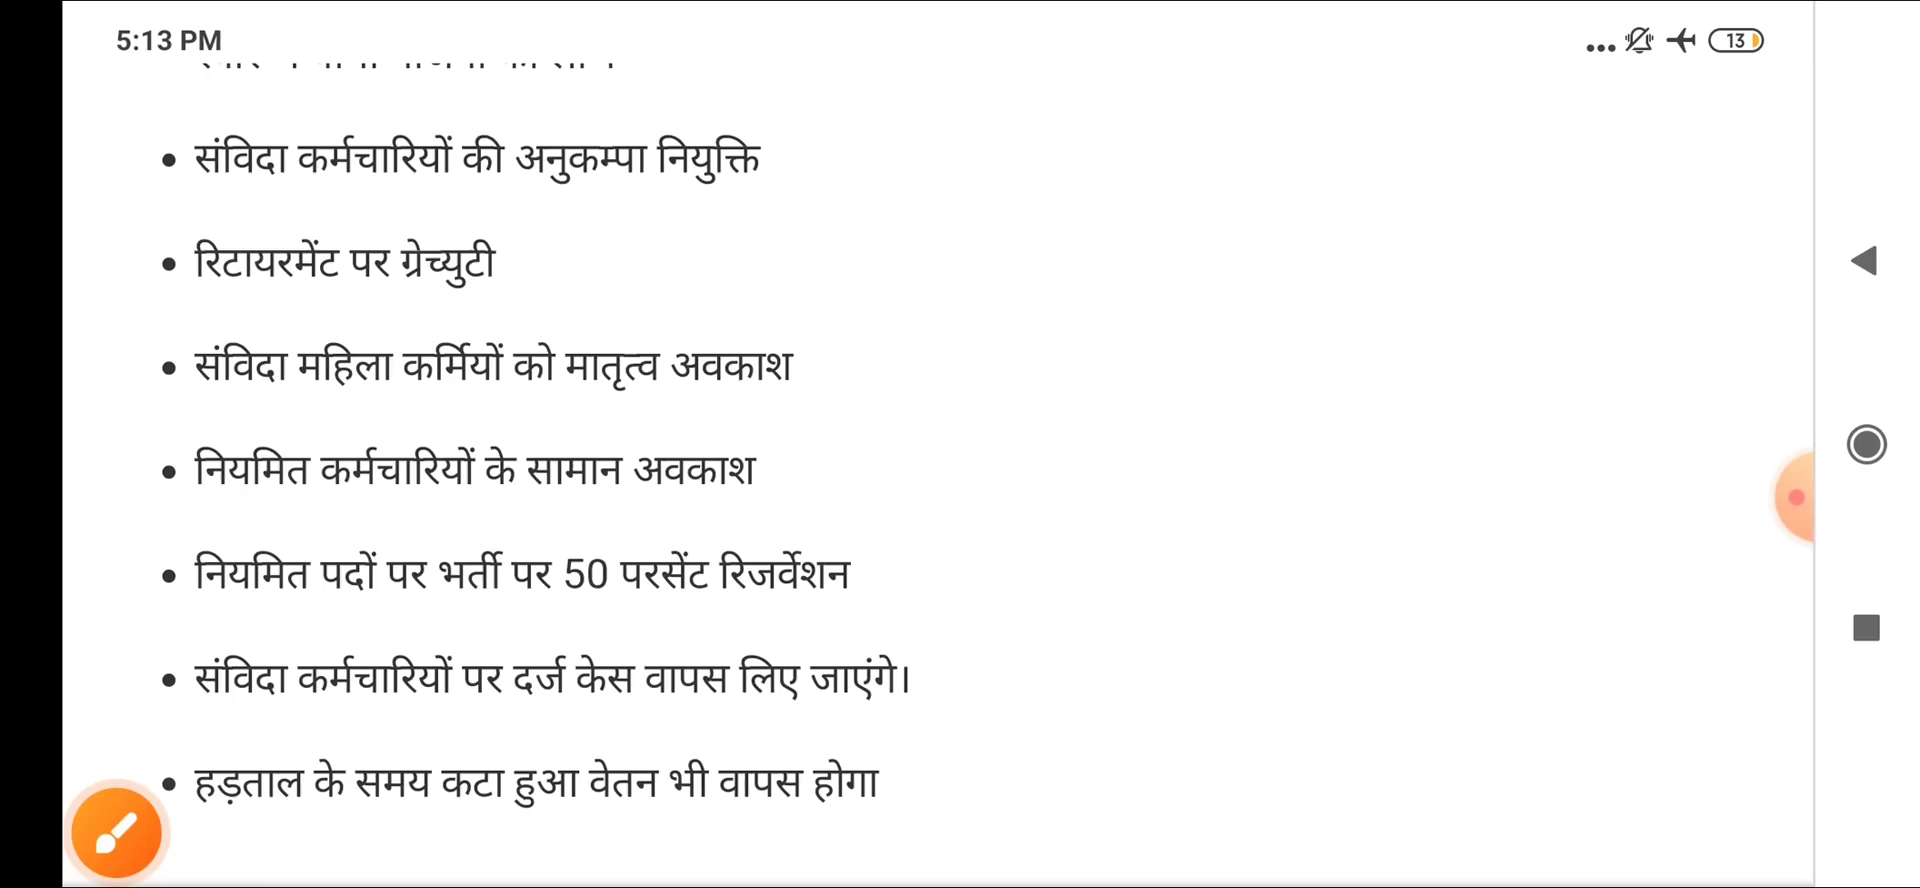 5:13 PM
13
संविदा कर्मचारियों की अनुकम्पा नियुक्ति
रिटायरमेंट पर ग्रेच्युटी
संविदा महिला कर्मियों को मातृत्व अवकाश
नियमित कर्मचारियों के सामान अवकाश
नियमित पदों पर भर्ती पर 50 परसेंट रिजर्वेशन
संविदा कर्मचारियों पर दर्ज केस वापस लिए जाएंगे।
हड़ताल के समय कटा हुआ वेतन भी वापस होगा